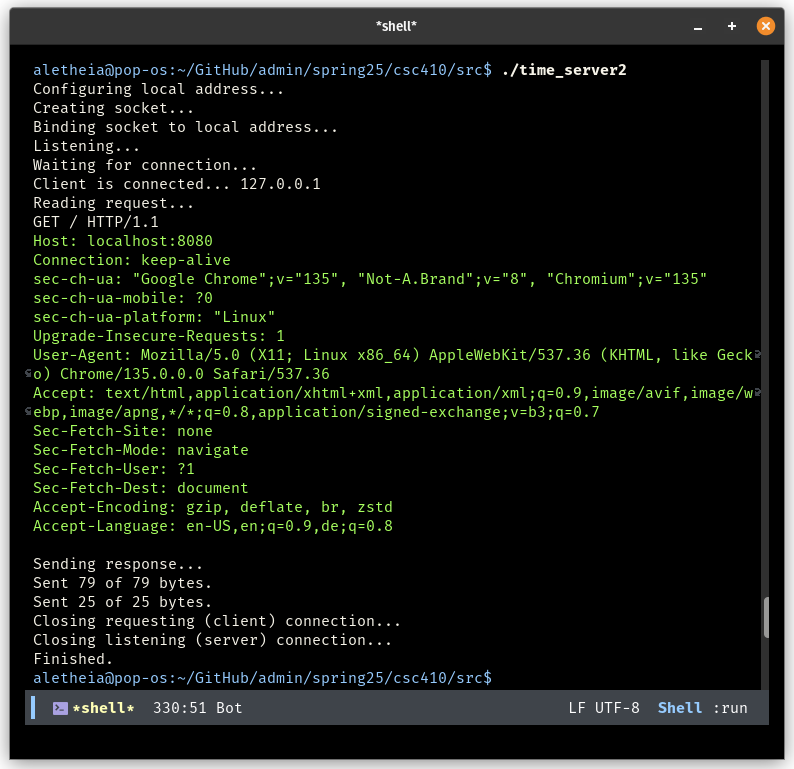 *shell*
aletheia@pop-os:~/GitHub/admin/spring25/csc410/src$ ./time_server2
Configuring local address...
Creating socket...
Binding socket to local address...
Listening...
Waiting for connection...
Client is connected... 127.0.0.1
Reading request...
GET / HTTP/1.1
Host: localhost:8080
Connection: keep-alive
sec-ch-ua: "Google Chrome";v="135", "Not-A.Brand";v="8", "Chromium";v="135"
sec-ch-ua-mobile: ?0
sec-ch-ua-platform: "Linux"
Upgrade-Insecure-Requests: 1
User-Agent: Mozilla/5.0 (X11; Linux x86_64) AppleWebKit/537.36 (KHTML, like Geck
o) Chrome/135.0.0.0 Safari/537.36
Accept: text/html,application/xhtml+xml,application/xml;q=0.9,image/avif,image/w
ebp,image/apng,*/*;q=0.8,application/signed-exchange;v=b3;q=0.7
Sec-Fetch-Site: none
Sec-Fetch-Mode: navigate
Sec-Fetch-User: ?1
Sec-Fetch-Dest: document
Accept-Encoding: gzip, deflate, br, zstd
Accept-Language: en-US,en;q=0.9,de;q=0.8
Sending response...
Sent 79 of 79 bytes.
Sent 25 of 25 bytes.
Closing requesting (client) connection...
Closing listening (server) connection...
Finished.
aletheia@pop-os:~/GitHub/admin/spring25/csc410/src$
*shell* 330:51 Bot LF UTF-8 Shell :run